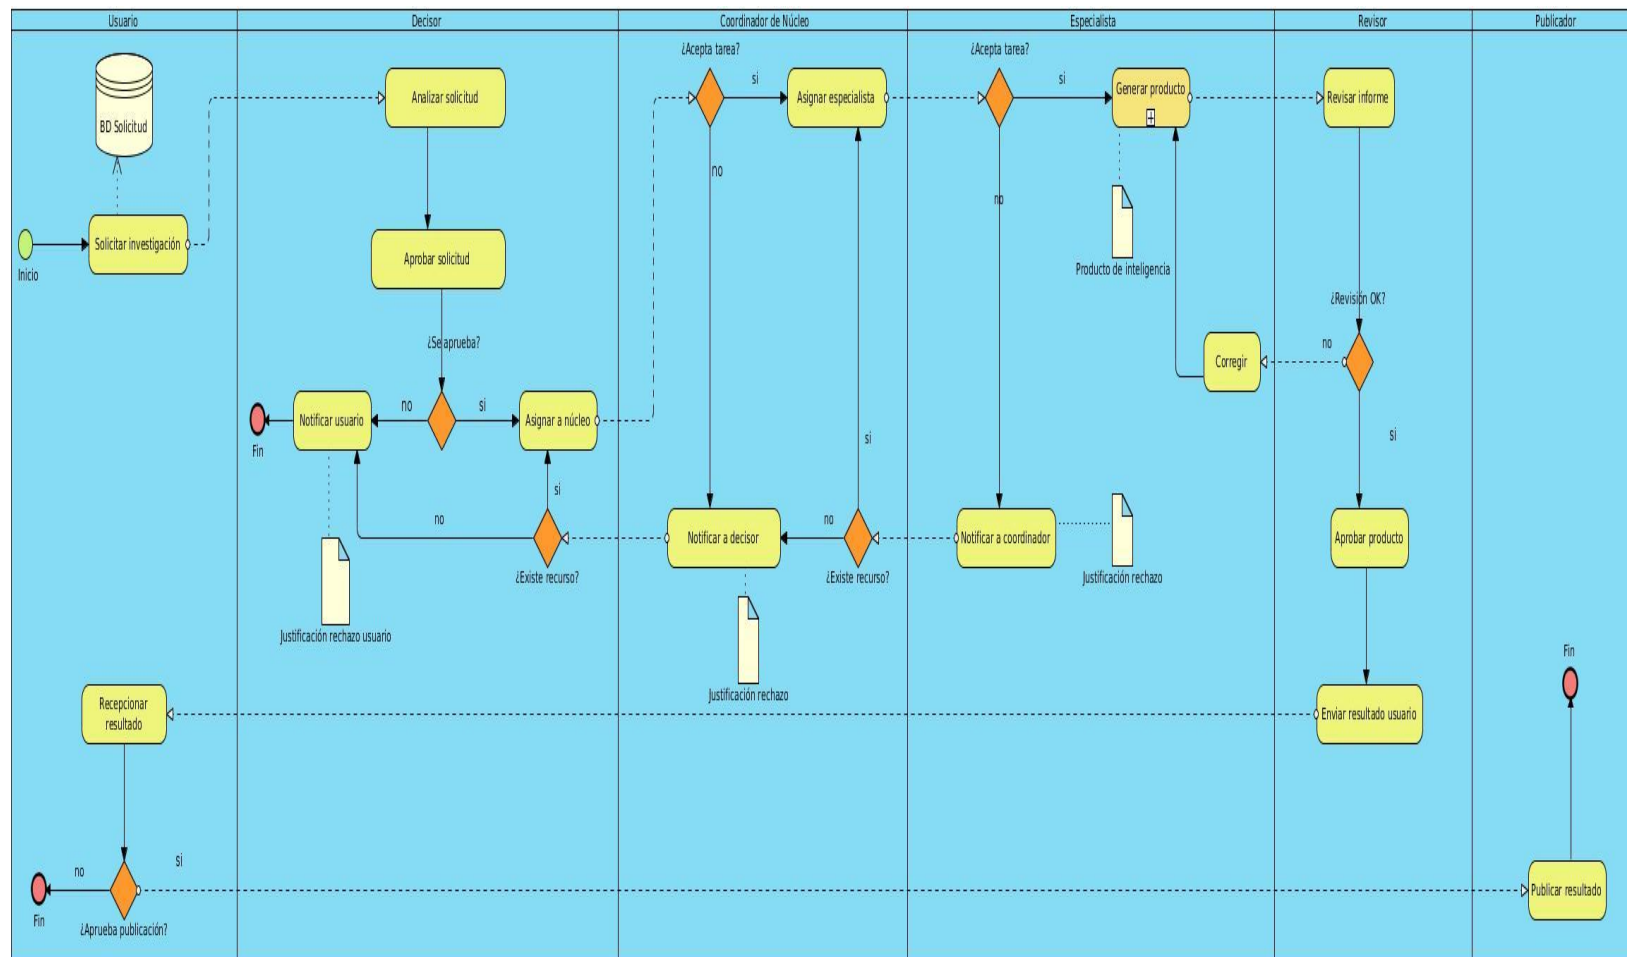 Usuario
Decisor
Coordinador de Núcleo
Especialista
Revisor
Publicador
¿Acepta tarea?
¿Acepta tarea?
BD Solicitud
Analizar solicitud
si
Asignar especialista
si
Generar producto
Revisar informe
no
no
Inicio
Solicitar investigación
Aprobar solicitud
Producto de inteligencia
¿Revisión OK?
¿Se aprueba?
no
Corregir
Fin
Notificar usuario
no
si
Asignar a núcleo
si
si
si
no
¿Existe recurso?
Notificar a decisor
no
¿Existe recurso?
Notificar a coordinador
Justificación rechazo
Aprobar producto
Justificación rechazo usuario
Justificación rechazo
Fin
Recepcionar
resultado
Enviar resultado usuario
no
si
Fin
¿Aprueba publicación?
Publicar resultado